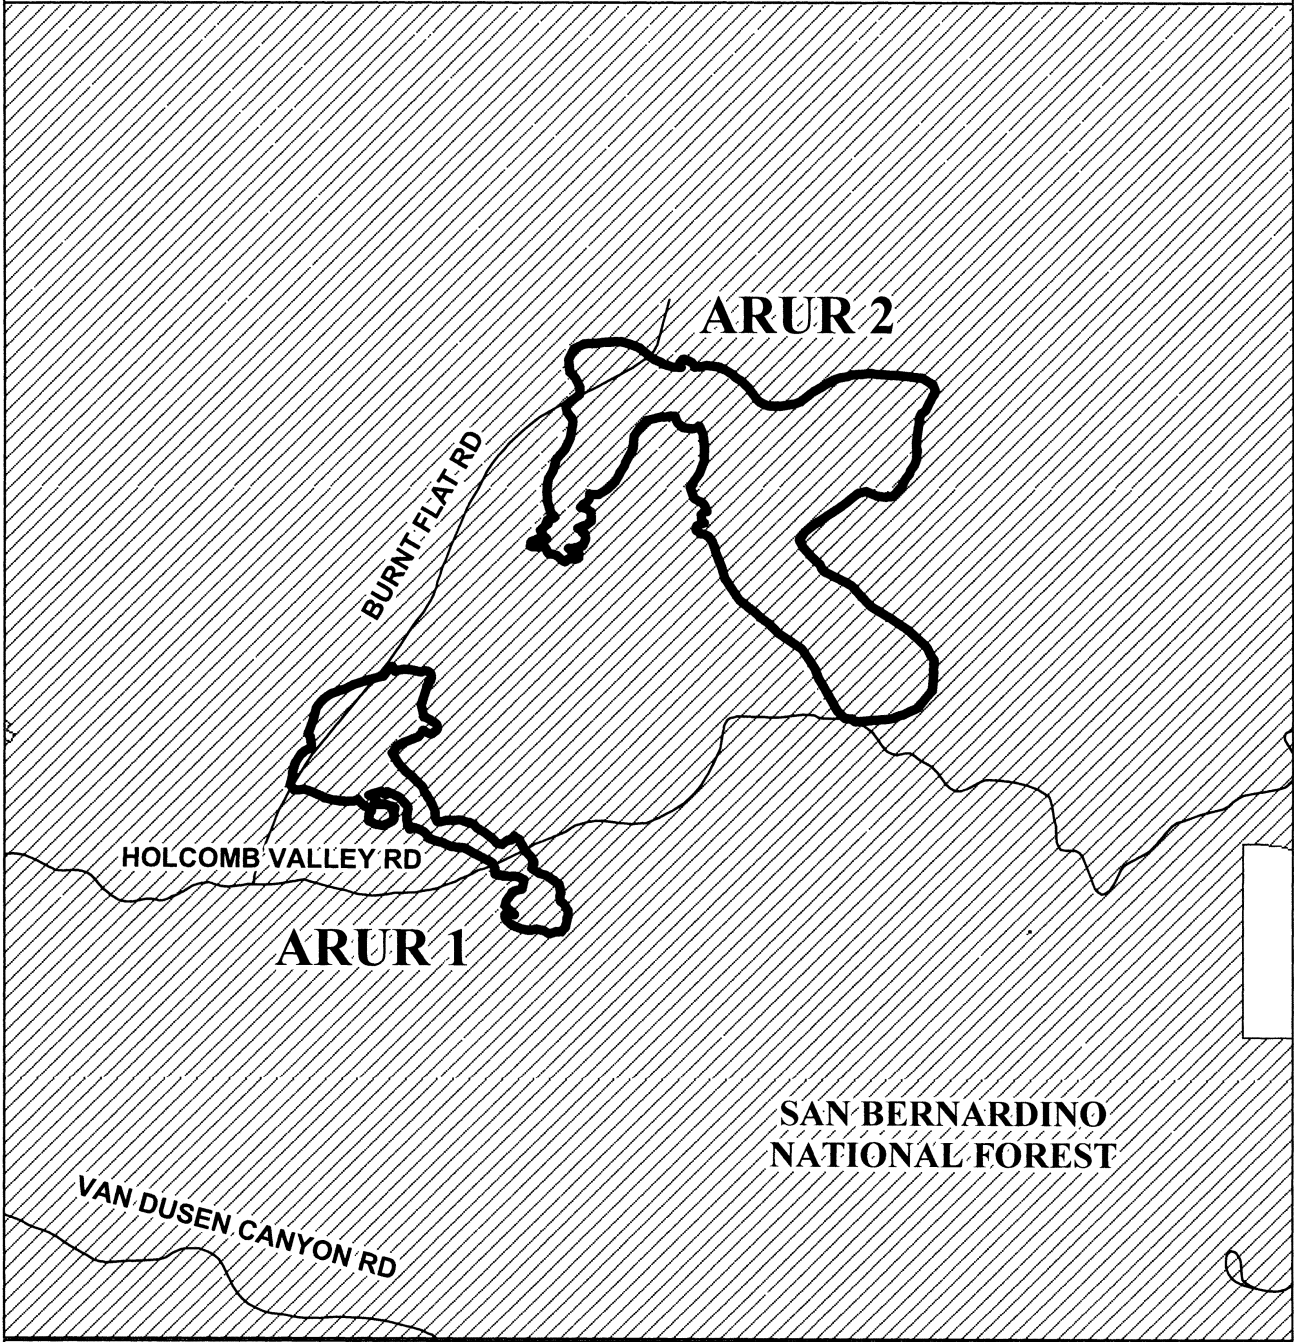 ARUR 2
BURNT FLAT RD
HOLCOMB VALLEY RD
ARUR 1
SAN BERNARDINO
NATIONAL FOREST
VAN DUSEN CANYON RD